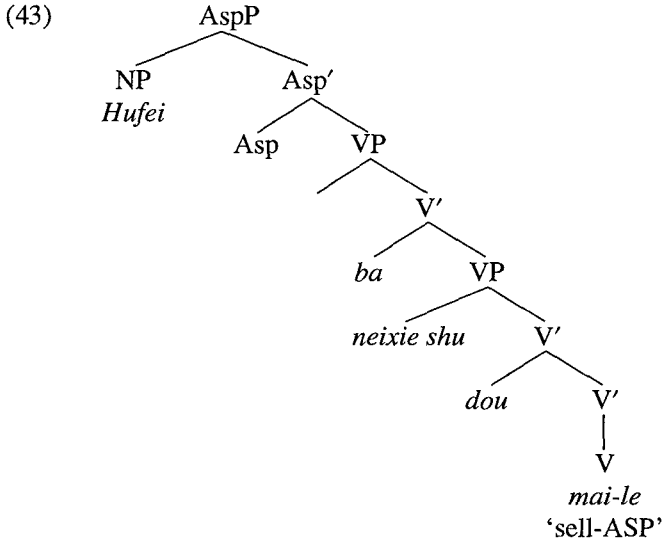 (43) AspP
NP Asp′
Hufei
Asp VP
V′
ba VP
neixie shu V′
dou V′
V
mai-le
‘sell-ASP’